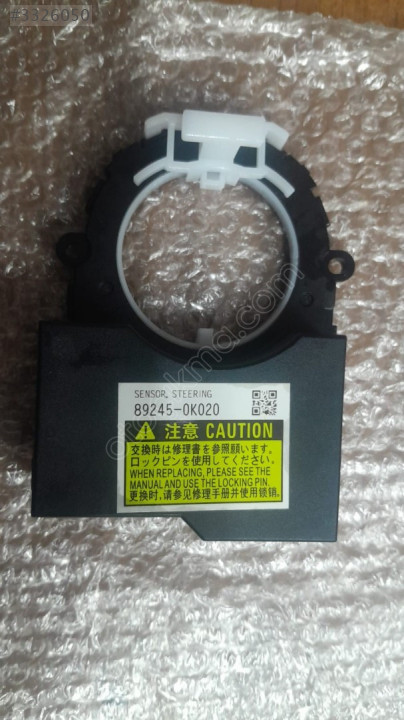 #3326050
SENSOR, STEERING
89245-0K020
注意 CAUTION
交換時は修理書を参照願います。
ロックピンを使用してください。
WHEN REPLACING, PLEASE SEE THE
MANUAL AND USE THE LOCKING PIN.
更换时,请参见修理手册并使用锁销。